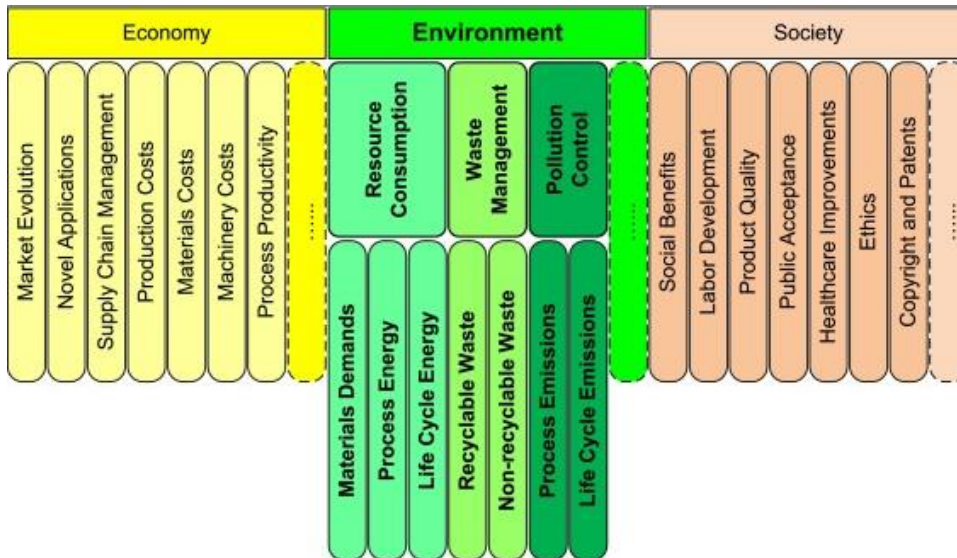 Economy
Environment
Society
Market Evolution
Novel Applications
Supply Chain Management
Production Costs
Materials Costs
Machinery Costs
Process Productivity
......
Resource
Consumption
Waste
Management
Pollution
Control
......
Materials Demands
Process Energy
Life Cycle Energy
Recyclable Waste
Non-recyclable Waste
Process Emissions
Life Cycle Emissions
Social Benefits
Labor Development
Product Quality
Public Acceptance
Healthcare Improvements
Ethics
Copyright and Patents
......